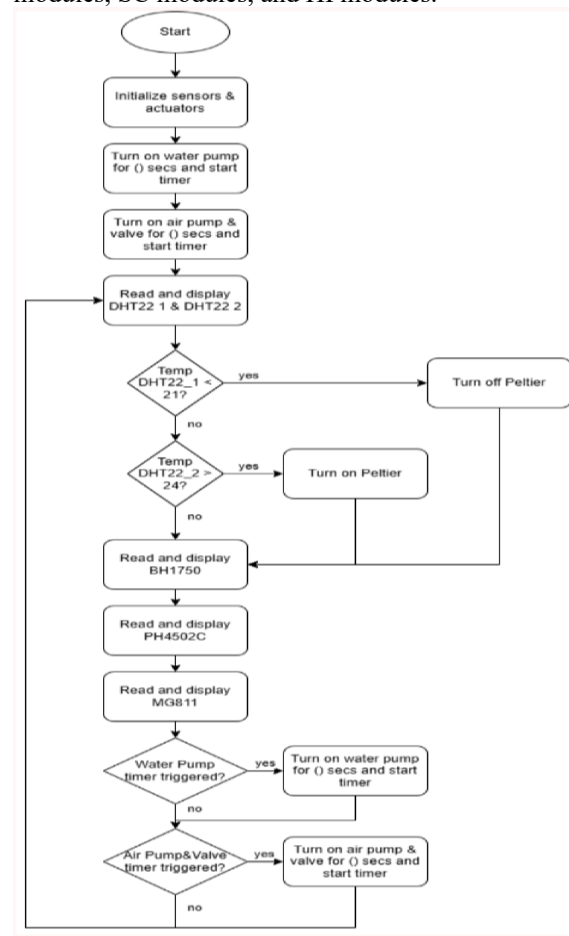 modules, SC modules, and HI modules.
Start
Initialize sensors &
actuators
Turn on water pump
for () secs and start
timer
Turn on air pump &
valve for () secs and
start timer
Read and display
DHT22 1 & DHT22 2
Temp
DHT22_1 <
21?
yes
Turn off Peltier
no
Temp
DHT22_2 >
24?
yes
Turn on Peltier
no
Read and display
BH1750
Read and display
PH4502C
Read and display
MG811
Water Pump
timer triggered?
yes
Turn on water pump
for () secs and start
timer
no
Air Pump&Valve
timer triggered?
yes
Turn on air pump &
valve for () secs and
start timer
no